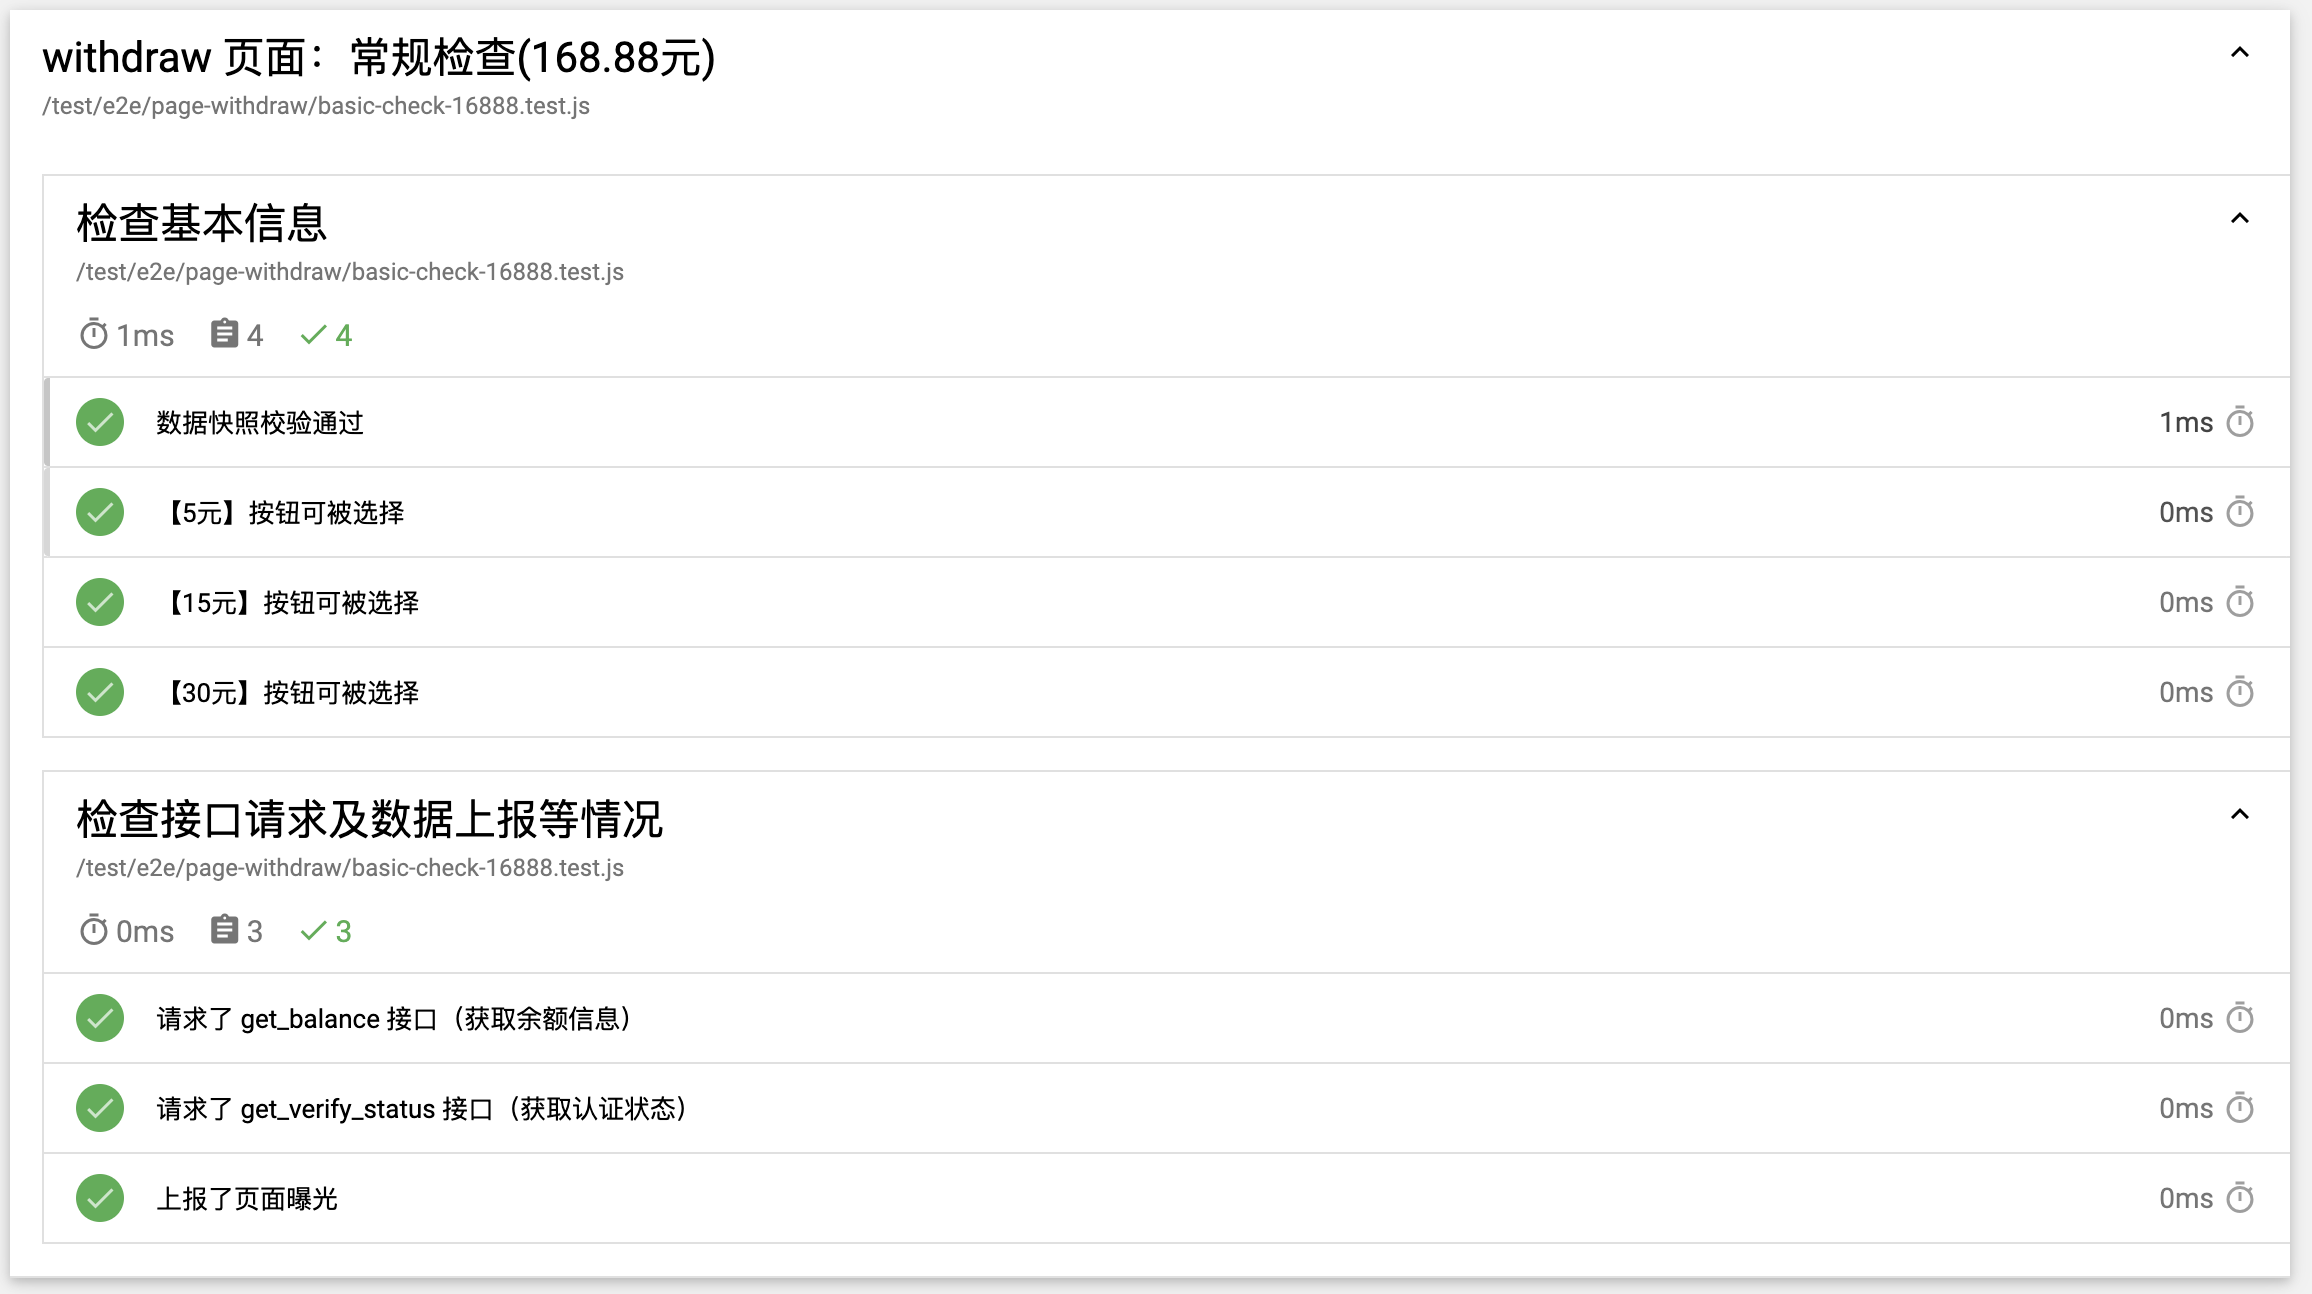 withdraw 页面：常规检查(168.88元)
/test/e2e/page-withdraw/basic-check-16888.test.js
检查基本信息
/test/e2e/page-withdraw/basic-check-16888.test.js
1ms 4 4
数据快照校验通过 1ms
【5元】按钮可被选择 0ms
【15元】按钮可被选择 0ms
【30元】按钮可被选择 0ms
检查接口请求及数据上报等情况
/test/e2e/page-withdraw/basic-check-16888.test.js
0ms 3 3
请求了 get_balance 接口（获取余额信息） 0ms
请求了 get_verify_status 接口（获取认证状态） 0ms
上报了页面曝光 0ms